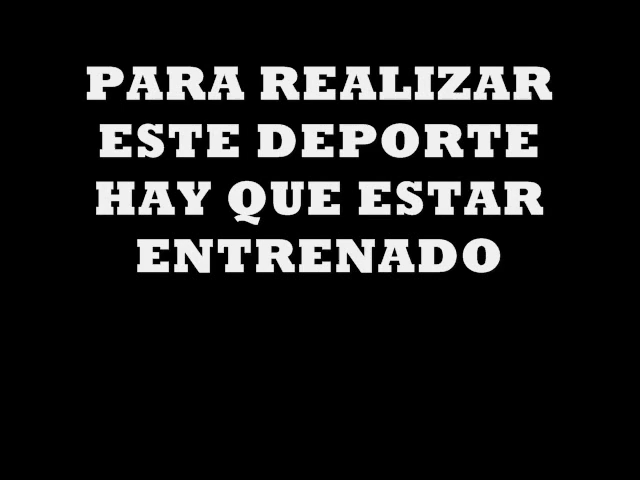 PARA REALIZAR
ESTE DEPORTE
HAY QUE ESTAR
ENTRENADO